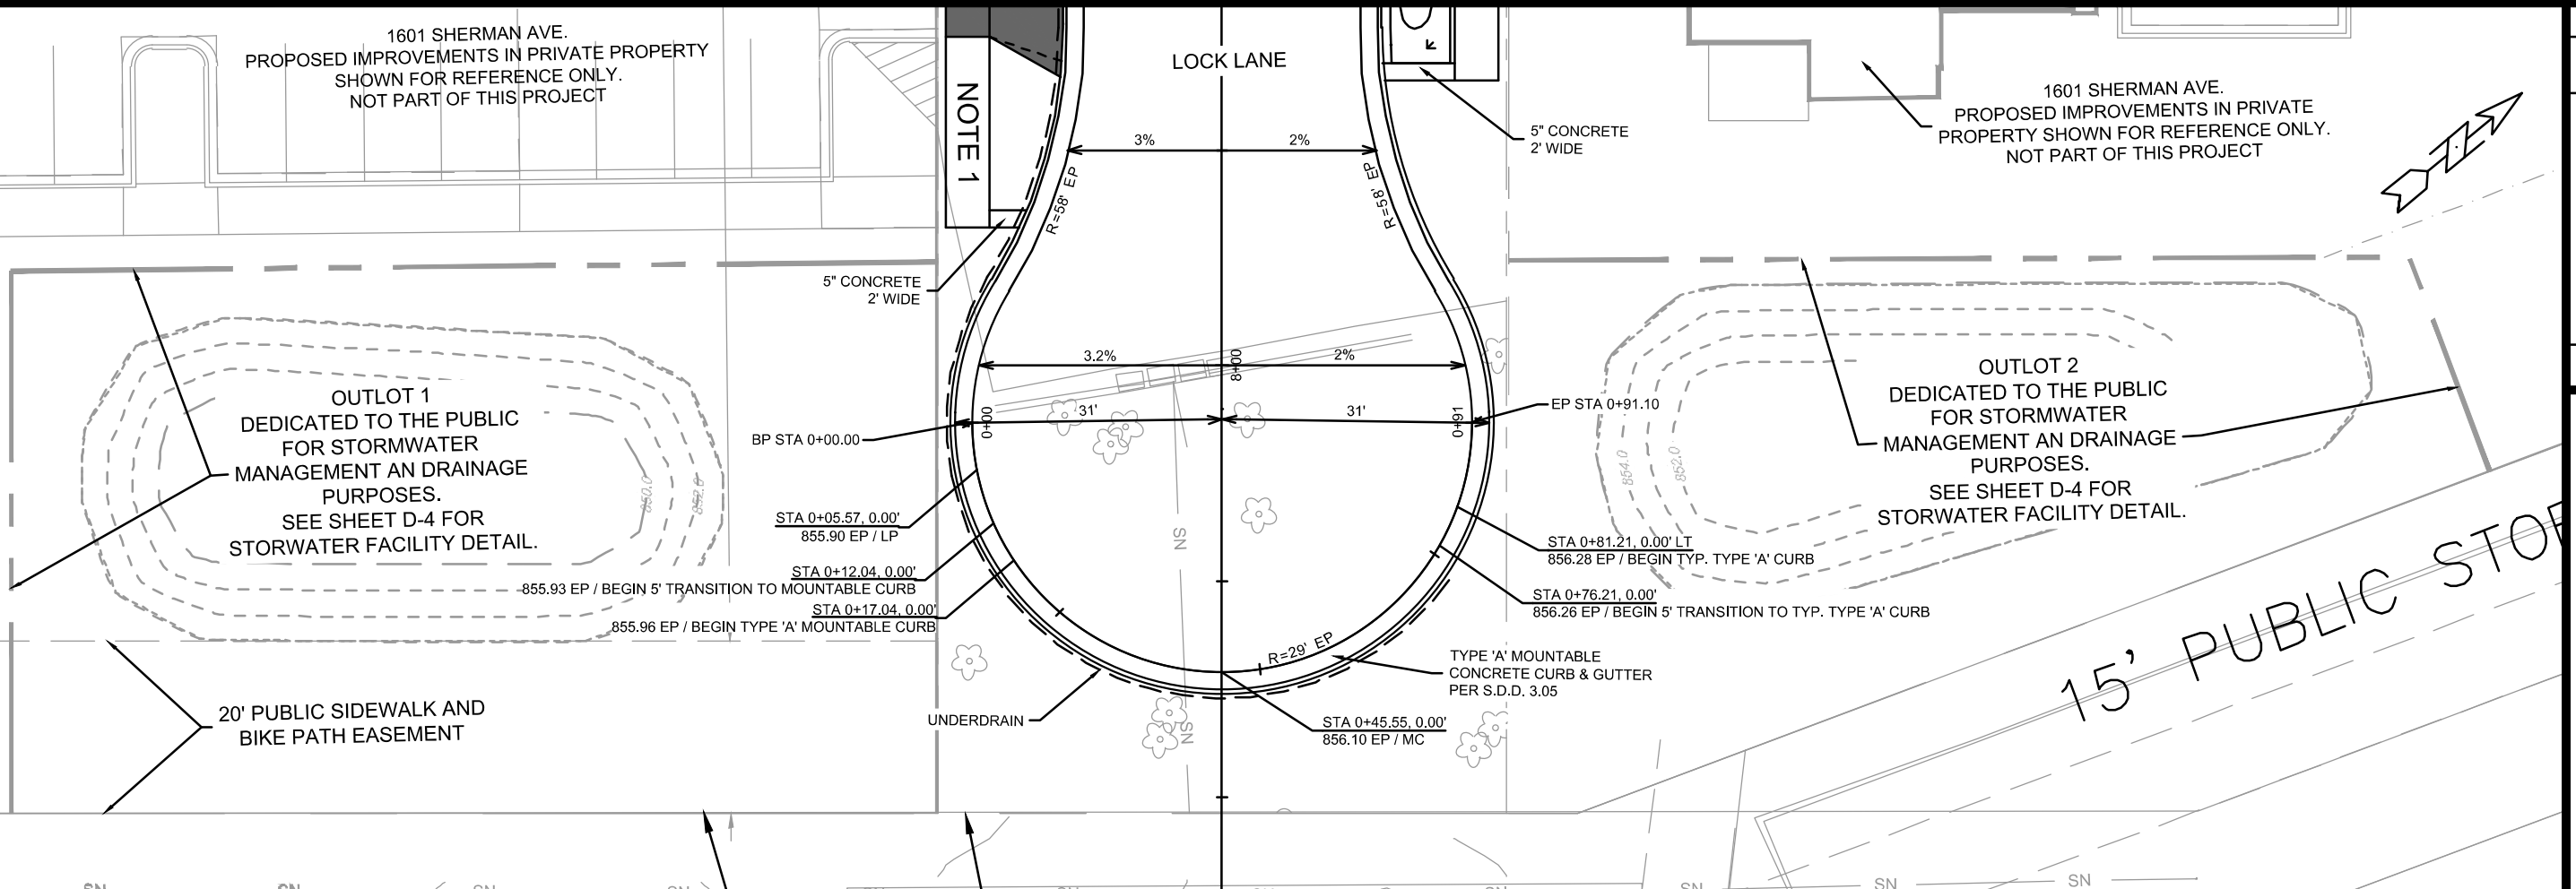 1601 SHERMAN AVE.
PROPOSED IMPROVEMENTS IN PRIVATE PROPERTY
SHOWN FOR REFERENCE ONLY.
NOT PART OF THIS PROJECT
LOCK LANE
NOTE 1
3%
2%
R=58' EP
R=58' EP
5" CONCRETE
2' WIDE
1601 SHERMAN AVE.
PROPOSED IMPROVEMENTS IN PRIVATE
PROPERTY SHOWN FOR REFERENCE ONLY.
NOT PART OF THIS PROJECT
5" CONCRETE
2' WIDE
3.2%
8+00
2%
OUTLOT 1
DEDICATED TO THE PUBLIC
FOR STORMWATER
MANAGEMENT AN DRAINAGE
PURPOSES.
SEE SHEET D-4 FOR
STORWATER FACILITY DETAIL.
850.0
852.0
BP STA 0+00.00
0+00
31'
31'
0+91
EP STA 0+91.10
OUTLOT 2
DEDICATED TO THE PUBLIC
FOR STORMWATER
MANAGEMENT AN DRAINAGE
PURPOSES.
SEE SHEET D-4 FOR
STORWATER FACILITY DETAIL.
854.0
852.0
STA 0+05.57, 0.00'
855.90 EP / LP
STA 0+12.04, 0.00'
855.93 EP / BEGIN 5' TRANSITION TO MOUNTABLE CURB
STA 0+17.04, 0.00'
855.96 EP / BEGIN TYPE 'A' MOUNTABLE CURB
SN
STA 0+81.21, 0.00' LT
856.28 EP / BEGIN TYP. TYPE 'A' CURB
STA 0+76.21, 0.00'
856.26 EP / BEGIN 5' TRANSITION TO TYP. TYPE 'A' CURB
R=29' EP
TYPE 'A' MOUNTABLE
CONCRETE CURB & GUTTER
PER S.D.D. 3.05
15' PUBLIC STOR
20' PUBLIC SIDEWALK AND
BIKE PATH EASEMENT
UNDERDRAIN
SN
STA 0+45.55, 0.00'
856.10 EP / MC
SN
SN
SN
SN
SN
SN
SN